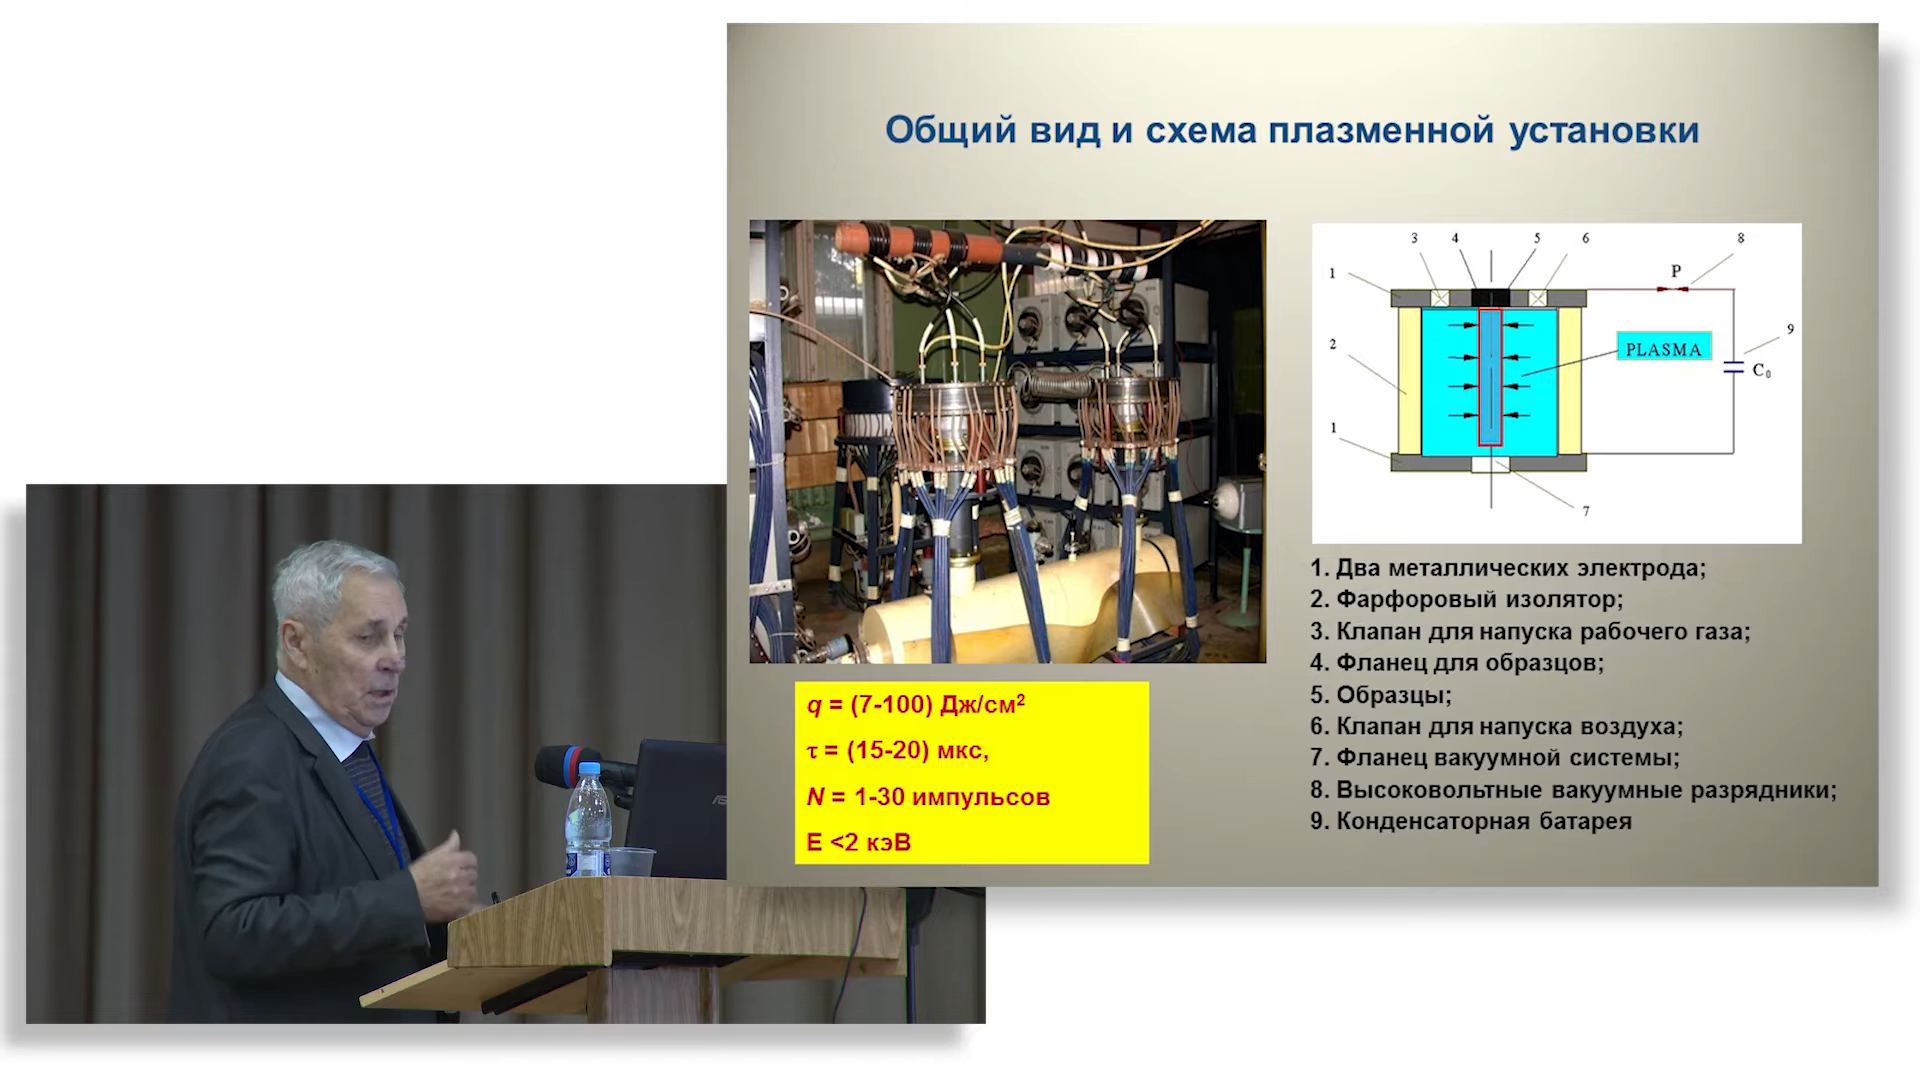 Общий вид и схема плазменной установки
3 4 5 6 8
1
P
9
2
PLASMA
C₀
1
7
1. Два металлических электрода;
2. Фарфоровый изолятор;
3. Клапан для напуска рабочего газа;
4. Фланец для образцов;
5. Образцы;
6. Клапан для напуска воздуха;
7. Фланец вакуумной системы;
8. Высоковольтные вакуумные разрядники;
9. Конденсаторная батарея
q = (7-100) Дж/см²
τ = (15-20) мкс,
N = 1-30 импульсов
E <2 кэВ